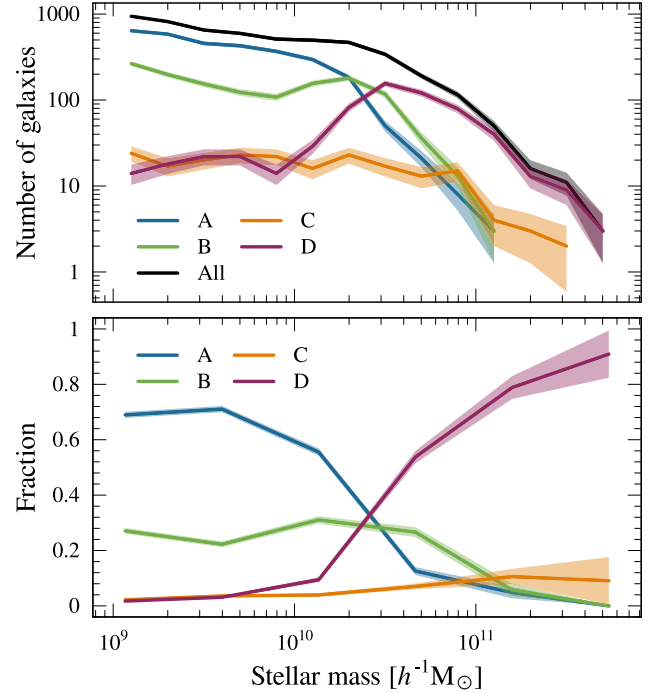 Number of galaxies
1000
100
10
1
A C
B D
All
Fraction
1
0.8
0.6
0.4
0.2
0
A C
B D
10⁹ 10¹⁰ 10¹¹
Stellar mass [h⁻¹M⊙]